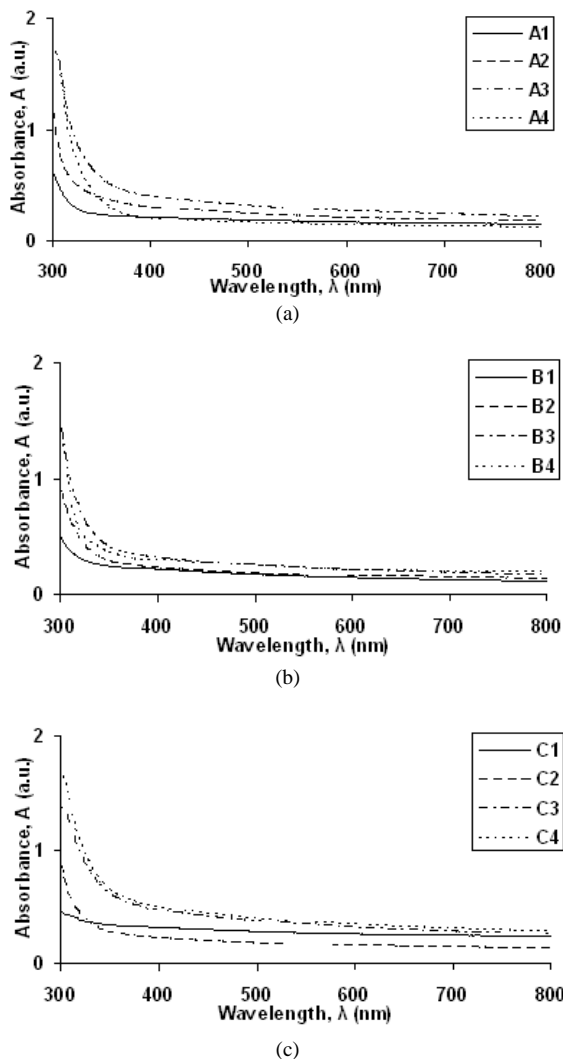 2
Absorbance, A (a.u.)
1
0
300 400 500 600 700 800
Wavelength, λ (nm)
A1
A2
A3
A4
(a)
2
Absorbance, A (a.u.)
1
0
300 400 500 600 700 800
Wavelength, λ (nm)
B1
B2
B3
B4
(b)
2
Absorbance, A (a.u.)
1
0
300 400 500 600 700 800
Wavelength, λ (nm)
C1
C2
C3
C4
(c)